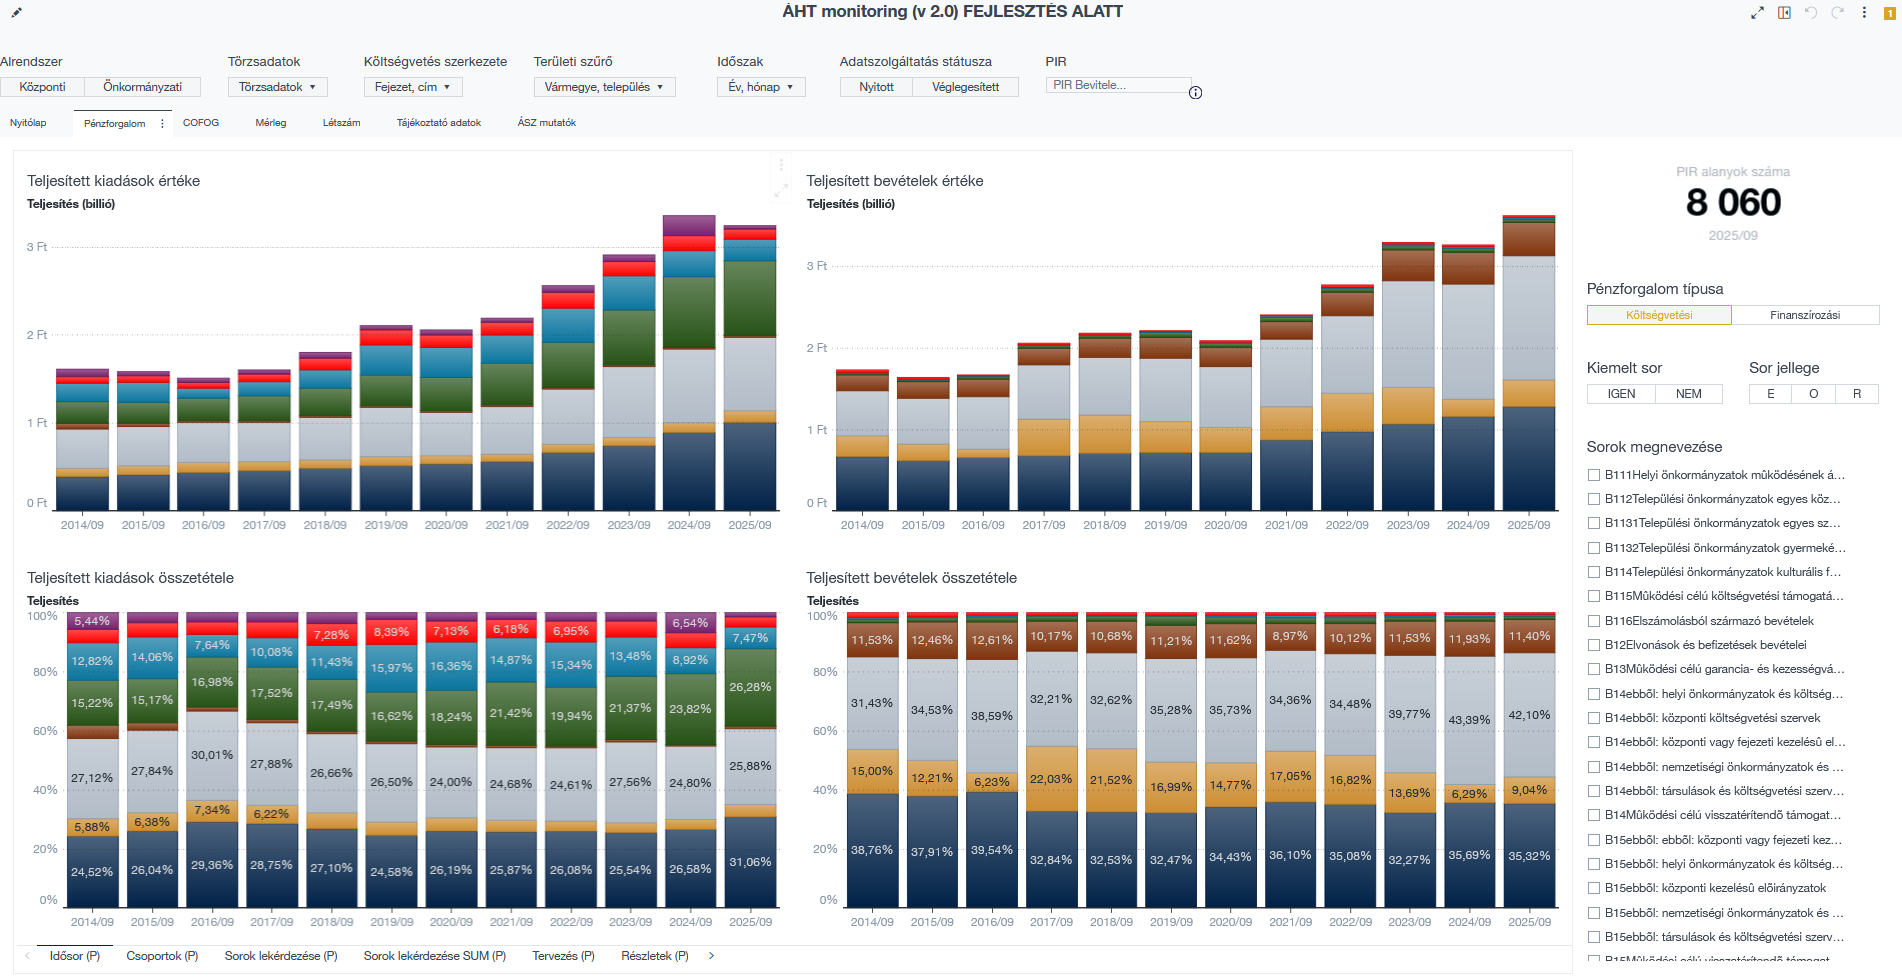 ÁHT monitoring (v 2.0) FEJLESZTÉS ALATT
1
Alrendszer
Törzsadatok
Költségvetés szerkezete
Területi szűrő
Időszak
Adatszolgáltatás státusza
PIR
Központi
Önkormányzati
Törzsadatok
Fejezet, cím
Vármegye, település
Év, hónap
Nyitott
Véglegesített
PIR Bevitele...
Nyitólap
Pénzforgalom
COFOG
Mérleg
Létszám
Tájékoztató adatok
ÁSZ mutatók
Teljesített kiadások értéke
Teljesítés (billió)
3 Ft
2 Ft
1 Ft
0 Ft
2014/09 2015/09 2016/09 2017/09 2018/09 2019/09 2020/09 2021/09 2022/09 2023/09 2024/09 2025/09
Teljesített bevételek értéke
Teljesítés (billió)
3 Ft
2 Ft
1 Ft
0 Ft
2014/09 2015/09 2016/09 2017/09 2018/09 2019/09 2020/09 2021/09 2022/09 2023/09 2024/09 2025/09
Teljesített kiadások összetétele
Teljesítés
100%
80%
60%
40%
20%
0%
5,44% 12,82% 15,22% 27,12% 5,88% 24,52%
14,06% 15,17% 27,84% 6,38% 26,04%
7,64% 16,98% 30,01% 7,34% 29,36%
10,08% 17,52% 27,88% 6,22% 28,75%
7,28% 11,43% 17,49% 26,66% 27,10%
8,39% 15,97% 16,62% 26,50% 24,58%
7,13% 16,36% 18,24% 24,00% 26,19%
6,18% 14,87% 21,42% 24,68% 25,87%
6,95% 15,34% 19,94% 24,61% 26,08%
13,48% 21,37% 27,56% 25,54%
6,54% 8,92% 23,82% 24,80% 26,58%
7,47% 26,28% 25,88% 31,06%
2014/09 2015/09 2016/09 2017/09 2018/09 2019/09 2020/09 2021/09 2022/09 2023/09 2024/09 2025/09
Teljesített bevételek összetétele
Teljesítés
100%
80%
60%
40%
20%
0%
11,53% 31,43% 15,00% 38,76%
12,46% 34,53% 12,21% 37,91%
12,61% 38,59% 6,23% 39,54%
10,17% 32,21% 22,03% 32,84%
10,68% 32,62% 21,52% 32,53%
11,21% 35,28% 16,99% 32,47%
11,62% 35,73% 14,77% 34,43%
8,97% 34,36% 17,05% 36,10%
10,12% 34,48% 16,82% 35,08%
11,53% 39,77% 13,69% 32,27%
11,93% 43,39% 6,29% 35,69%
11,40% 42,10% 9,04% 35,32%
2014/09 2015/09 2016/09 2017/09 2018/09 2019/09 2020/09 2021/09 2022/09 2023/09 2024/09 2025/09
Idősor (P)
Csoportok (P)
Sorok lekérdezése (P)
Sorok lekérdezése SUM (P)
Tervezés (P)
Részletek (P)
PIR alanyok száma
8 060
2025/09
Pénzforgalom típusa
Költségvetési
Finanszírozási
Kiemelt sor
Sor jellege
IGEN
NEM
E
O
R
Sorok megnevezése
B111Helyi önkormányzatok mûködésének á...
B112Települési önkormányzatok egyes köz...
B1131Települési önkormányzatok egyes sz...
B1132Települési önkormányzatok gyermeké...
B114Települési önkormányzatok kulturális f...
B115Mûködési célú költségvetési támogatá...
B116Elszámolásból származó bevételek
B12Elvonások és befizetések bevételei
B13Mûködési célú garancia- és kezességvá...
B14ebbõl: helyi önkormányzatok és költség...
B14ebbõl: központi költségvetési szervek
B14ebbõl: központi vagy fejezeti kezelésû el...
B14ebbõl: nemzetiségi önkormányzatok és ...
B14ebbõl: társulások és költségvetési szerv...
B14Mûködési célú visszatérítendõ támogat...
B15ebbõl: ebbõl: központi vagy fejezeti kez...
B15ebbõl: helyi önkormányzatok és költség...
B15ebbõl: központi kezelésû elõirányzatok
B15ebbõl: nemzetiségi önkormányzatok és ...
B15ebbõl: társulások és költségvetési szerv...
B15Mûködési célú visszatérítendõ támogat...